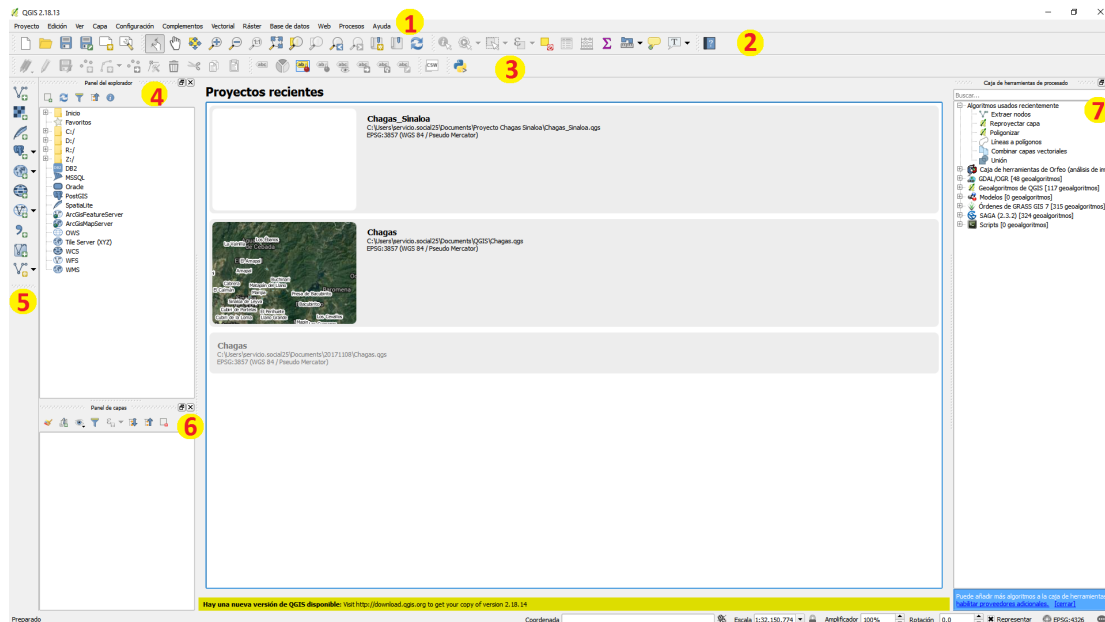 QGIS 2.18.13
Proyecto Edición Ver Capa Configuración Complementos Vectorial Ráster Base de datos Web Procesos Ayuda
1
2
3
CSW
Panel del explorador
4
Inicio
Favoritos
C:/
D:/
R:/
Z:/
DB2
MSSQL
Oracle
PostGIS
SpatiaLite
ArcGisFeatureServer
ArcGisMapServer
OWS
Tile Server (XYZ)
WCS
WFS
WMS
5
Panel de capas
6
Proyectos recientes
Chagas_Sinaloa
C:\Users\servicio.social25\Documents\Proyecto Chagas Sinaloa\Chagas_Sinaloa.qgs
EPSG:3857 (WGS 84 / Pseudo Mercator)
Chagas
C:\Users\servicio.social25\Documents\QGIS\Chagas.qgs
EPSG:3857 (WGS 84 / Pseudo Mercator)
Chagas
C:\Users\servicio.social25\Documents\20171108\Chagas.qgs
EPSG:3857 (WGS 84 / Pseudo Mercator)
Hay una nueva versión de QGIS disponible: Visit http://download.qgis.org to get your copy of version 2.18.14
Caja de herramientas de procesado
Buscar...
7
Algoritmos usados recientemente
Extraer nodos
Reproyectar capa
Poligonizar
Líneas a polígonos
Combinar capas vectoriales
Unión
Caja de herramientas de Orfeo (análisis de im
GDAL/OGR [48 geoalgoritmos]
Geoalgoritmos de QGIS [117 geoalgoritmos]
Modelos [0 geoalgoritmos]
Órdenes de GRASS GIS 7 [315 geoalgoritmos]
SAGA (2.3.2) [324 geoalgoritmos]
Scripts [0 geoalgoritmos]
Puede añadir más algoritmos a la caja de herramienta
habilitar proveedores adicionales. [cerrar]
Preparado
Coordenada
Escala 1:32.150.774
Amplificador 100%
Rotación 0,0
Representar
EPSG:4326